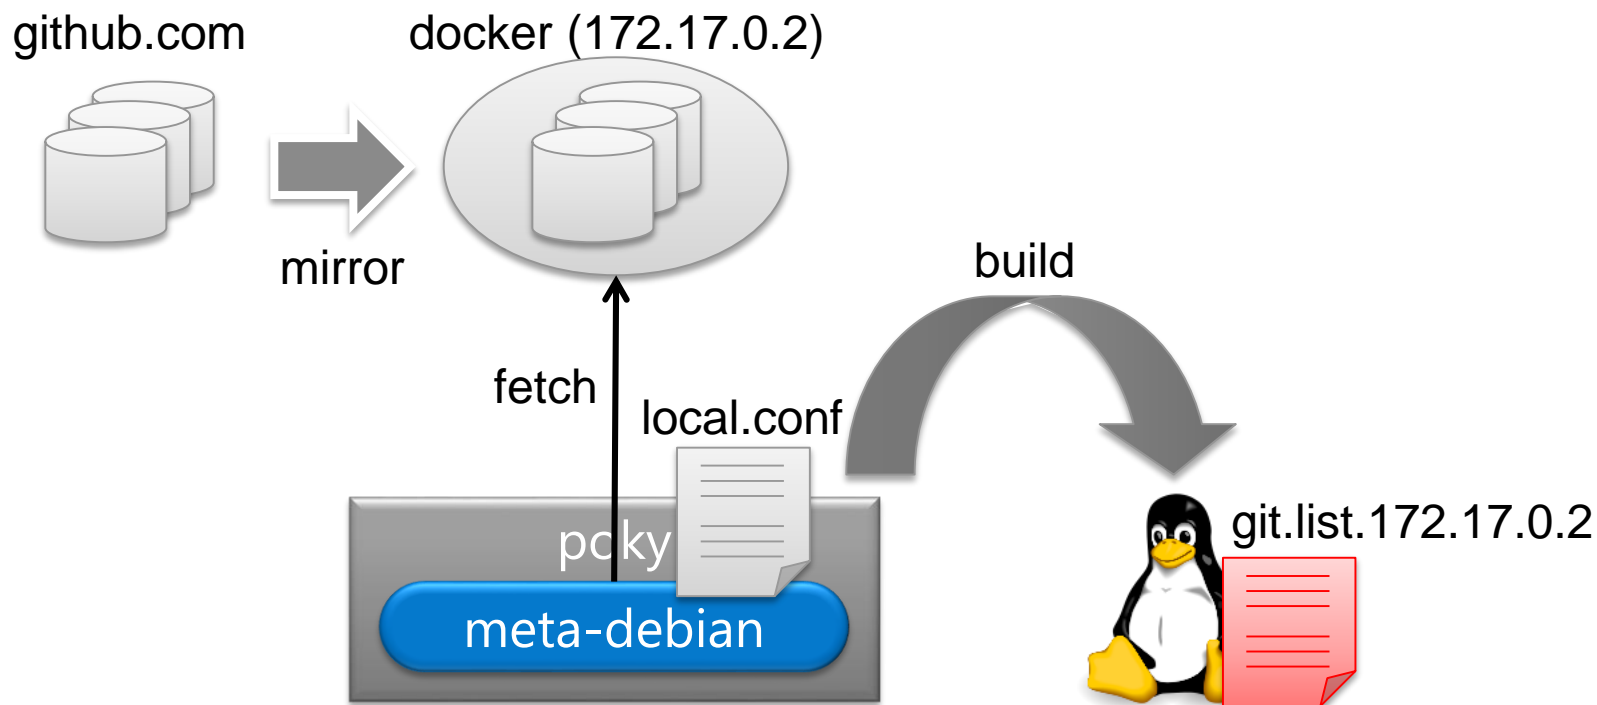 github.com
docker (172.17.0.2)
mirror
build
fetch
local.conf
poky
meta-debian
git.list.172.17.0.2